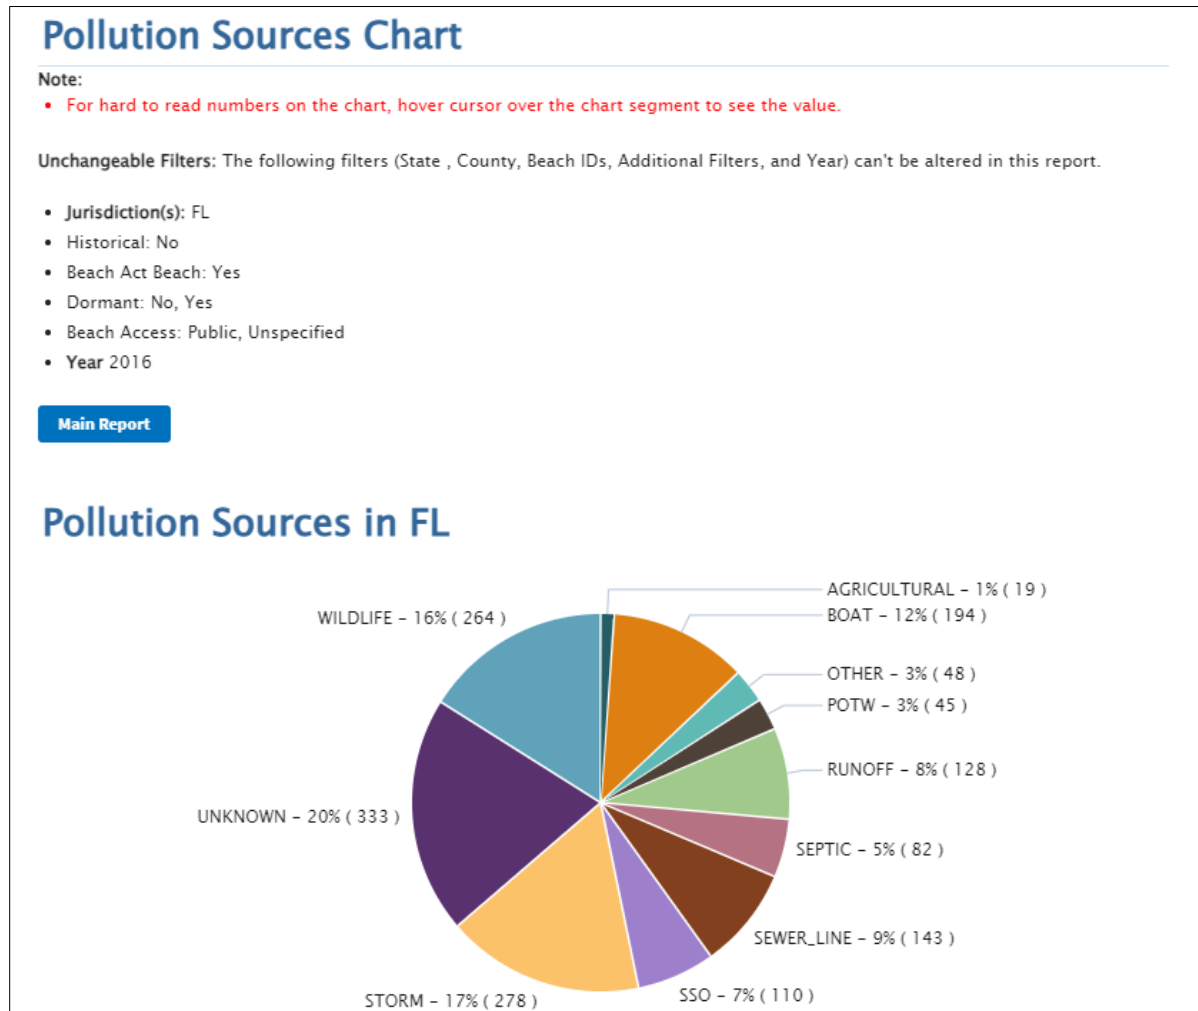 Pollution Sources Chart
Note:
• For hard to read numbers on the chart, hover cursor over the chart segment to see the value.
Unchangeable Filters: The following filters (State , County, Beach IDs, Additional Filters, and Year) can't be altered in this report.
• Jurisdiction(s): FL
• Historical: No
• Beach Act Beach: Yes
• Dormant: No, Yes
• Beach Access: Public, Unspecified
• Year 2016
Main Report
Pollution Sources in FL
AGRICULTURAL – 1% ( 19 )
WILDLIFE – 16% ( 264 )
BOAT – 12% ( 194 )
OTHER – 3% ( 48 )
POTW – 3% ( 45 )
RUNOFF – 8% ( 128 )
UNKNOWN – 20% ( 333 )
SEPTIC – 5% ( 82 )
SEWER_LINE – 9% ( 143 )
SSO – 7% ( 110 )
STORM – 17% ( 278 )